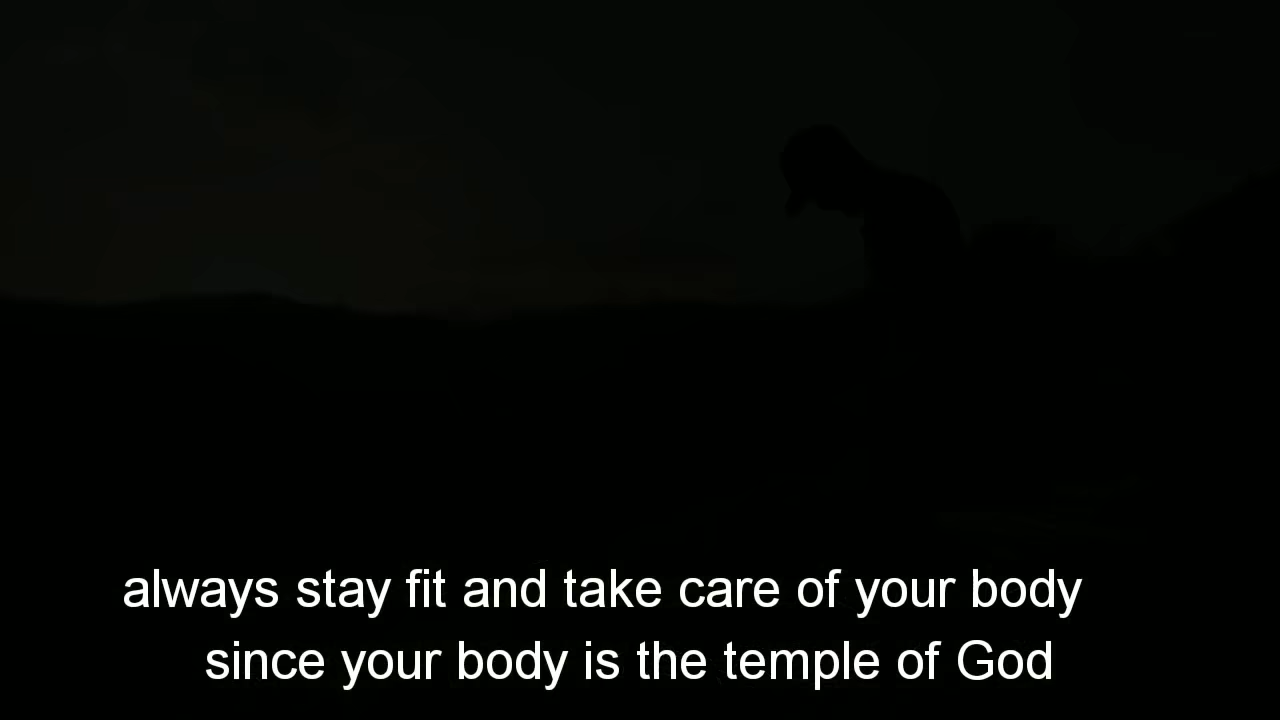 always stay fit and take care of your body
since your body is the temple of God